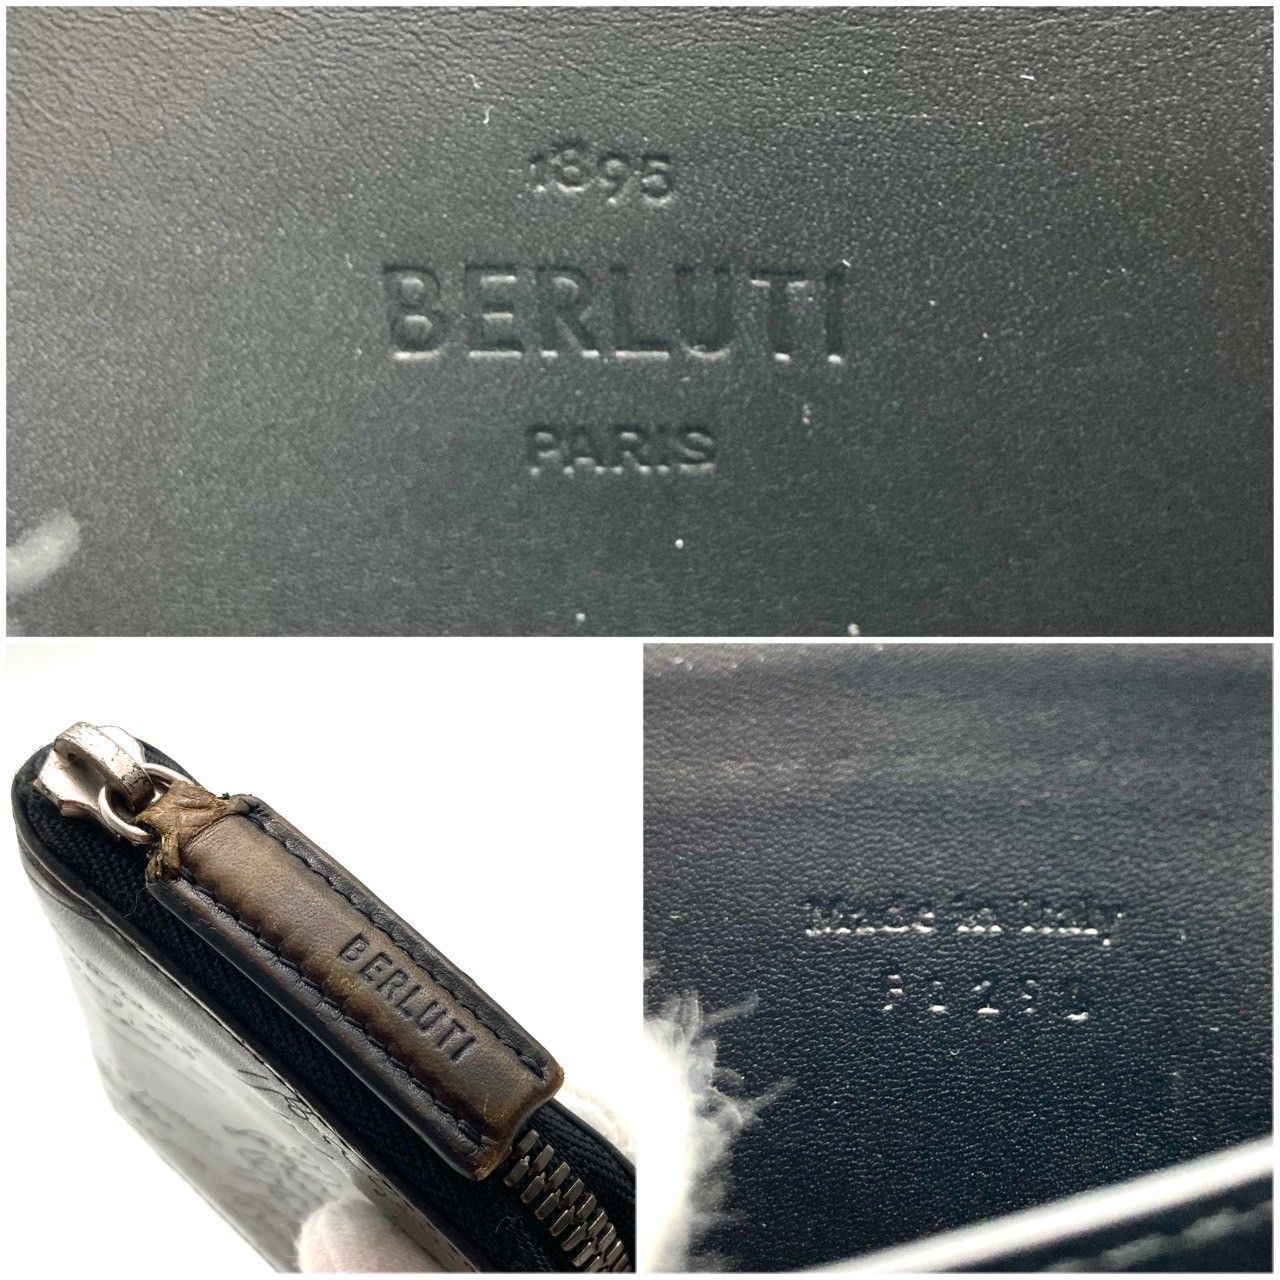 1895
BERLUTI
PARIS
BERLUTI
MADE IN ITALY